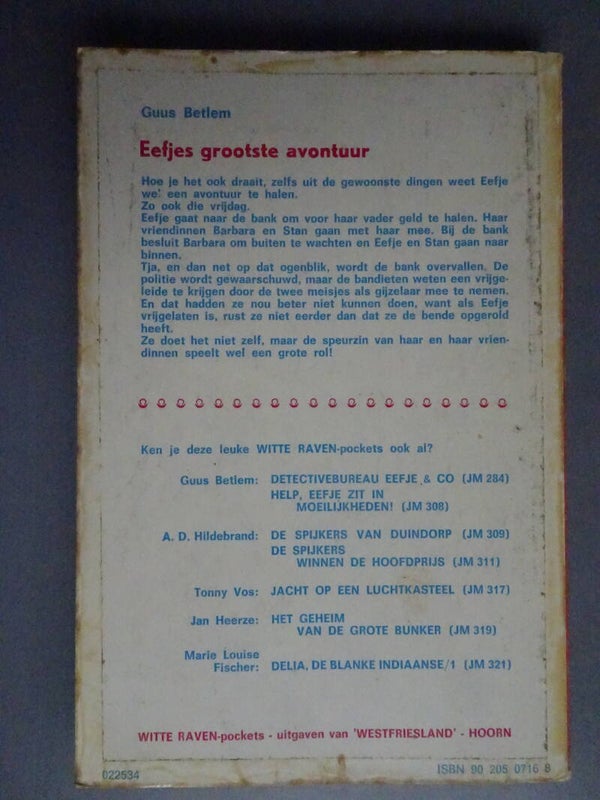 Guus Betlem
Eefjes grootste avontuur
Hoe je het ook draait, zelfs uit de gewoonste dingen weet Eefje
we' een avontuur te halen.
Zo ook die vrijdag.
Eefje gaat naar de bank om voor haar vader geld te halen. Haar
vriendinnen Barbara en Stan gaan met haar mee. Bij de bank
besluit Barbara om buiten te wachten en Eefje en Stan gaan naar
binnen.
Tja, en dan net op dat ogenblik, wordt de bank overvallen. De
politie wordt gewaarschuwd, maar de bandieten weten een vrijge-
leide te krijgen door de twee meisjes als gijzelaar mee te nemen.
En dat hadden ze nou beter niet kunnen doen, want als Eefje
vrijgelaten is, rust ze niet eerder dan dat ze de bende opgerold
heeft.
Ze doet het niet zelf, maar de speurzin van haar en haar vrien-
dinnen speelt wel een grote rol!
Ken je deze leuke WITTE RAVEN-pockets ook al?
Guus Betlem: DETECTIVEBUREAU EEFJE & CO (JM 284)
HELP, EEFJE ZIT IN
MOEILIJKHEDEN! (JM 308)
A. D. Hildebrand: DE SPIJKERS VAN DUINDORP (JM 309)
DE SPIJKERS
WINNEN DE HOOFDPRIJS (JM 311)
Tonny Vos: JACHT OP EEN LUCHTKASTEEL (JM 317)
Jan Heerze: HET GEHEIM
VAN DE GROTE BUNKER (JM 319)
Marie Louise
Fischer: DELIA, DE BLANKE INDIAANSE/1 (JM 321)
WITTE RAVEN-pockets - uitgaven van 'WESTFRIESLAND' - HOORN
022534
ISBN 90 205 0716 8